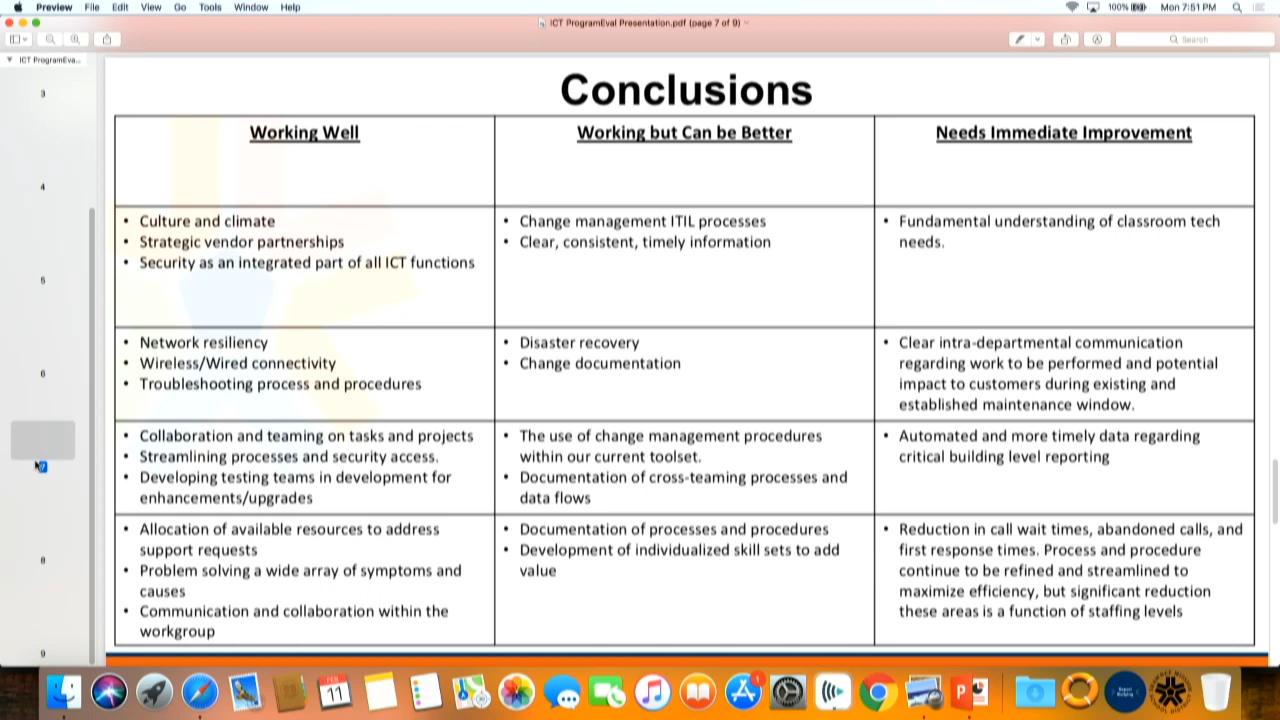 Preview File Edit View Go Tools Window Help 100% Mon 7:51 PM
ICT ProgramEval Presentation.pdf (page 7 of 9)
Search
ICT ProgramEva...
3
4
5
6
7
8
9
Conclusions
Working Well
Working but Can be Better
Needs Immediate Improvement
• Culture and climate
• Strategic vendor partnerships
• Security as an integrated part of all ICT functions
• Change management ITIL processes
• Clear, consistent, timely information
• Fundamental understanding of classroom tech
needs.
• Network resiliency
• Wireless/Wired connectivity
• Troubleshooting process and procedures
• Disaster recovery
• Change documentation
• Clear intra-departmental communication
regarding work to be performed and potential
impact to customers during existing and
established maintenance window.
• Collaboration and teaming on tasks and projects
• Streamlining processes and security access.
• Developing testing teams in development for
enhancements/upgrades
• The use of change management procedures
within our current toolset.
• Documentation of cross-teaming processes and
data flows
• Automated and more timely data regarding
critical building level reporting
• Allocation of available resources to address
support requests
• Problem solving a wide array of symptoms and
causes
• Communication and collaboration within the
workgroup
• Documentation of processes and procedures
• Development of individualized skill sets to add
value
• Reduction in call wait times, abandoned calls, and
first response times. Process and procedure
continue to be refined and streamlined to
maximize efficiency, but significant reduction
these areas is a function of staffing levels
FEB
11
1
P